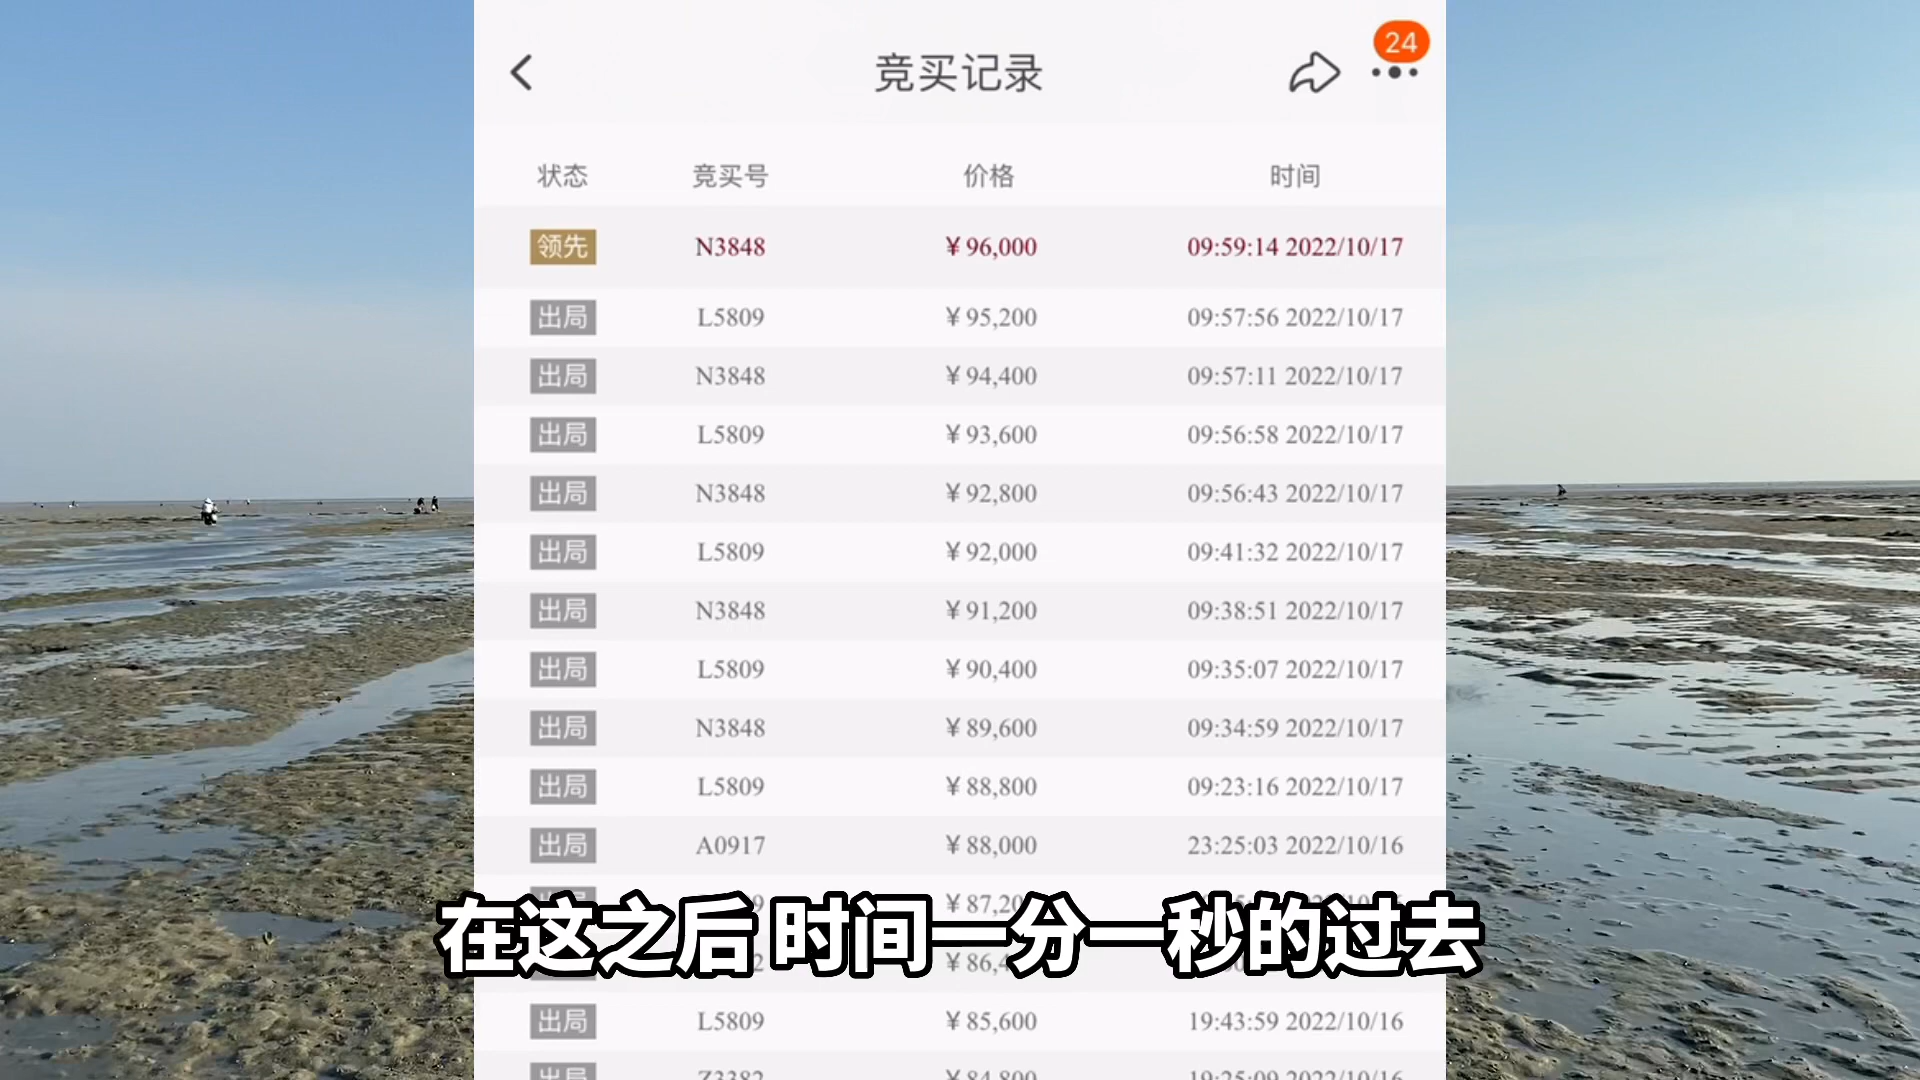 24
竞买记录
状态 竞买号 价格 时间
领先 N3848 ¥96,000 09:59:14 2022/10/17
出局 L5809 ¥95,200 09:57:56 2022/10/17
出局 N3848 ¥94,400 09:57:11 2022/10/17
出局 L5809 ¥93,600 09:56:58 2022/10/17
出局 N3848 ¥92,800 09:56:43 2022/10/17
出局 L5809 ¥92,000 09:41:32 2022/10/17
出局 N3848 ¥91,200 09:38:51 2022/10/17
出局 L5809 ¥90,400 09:35:07 2022/10/17
出局 N3848 ¥89,600 09:34:59 2022/10/17
出局 L5809 ¥88,800 09:23:16 2022/10/17
出局 A0917 ¥88,000 23:25:03 2022/10/16
在这之后 时间一分一秒的过去
出局 L5809 ¥85,600 19:43:59 2022/10/16